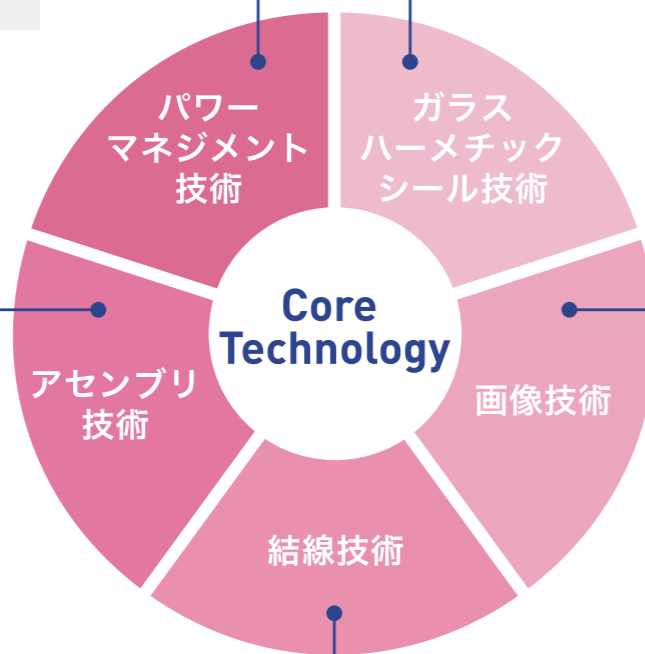 パワー
マネジメント
技術
ガラス
ハーメチック
シール技術
Core
Technology
アセンブリ
技術
画像技術
結線技術